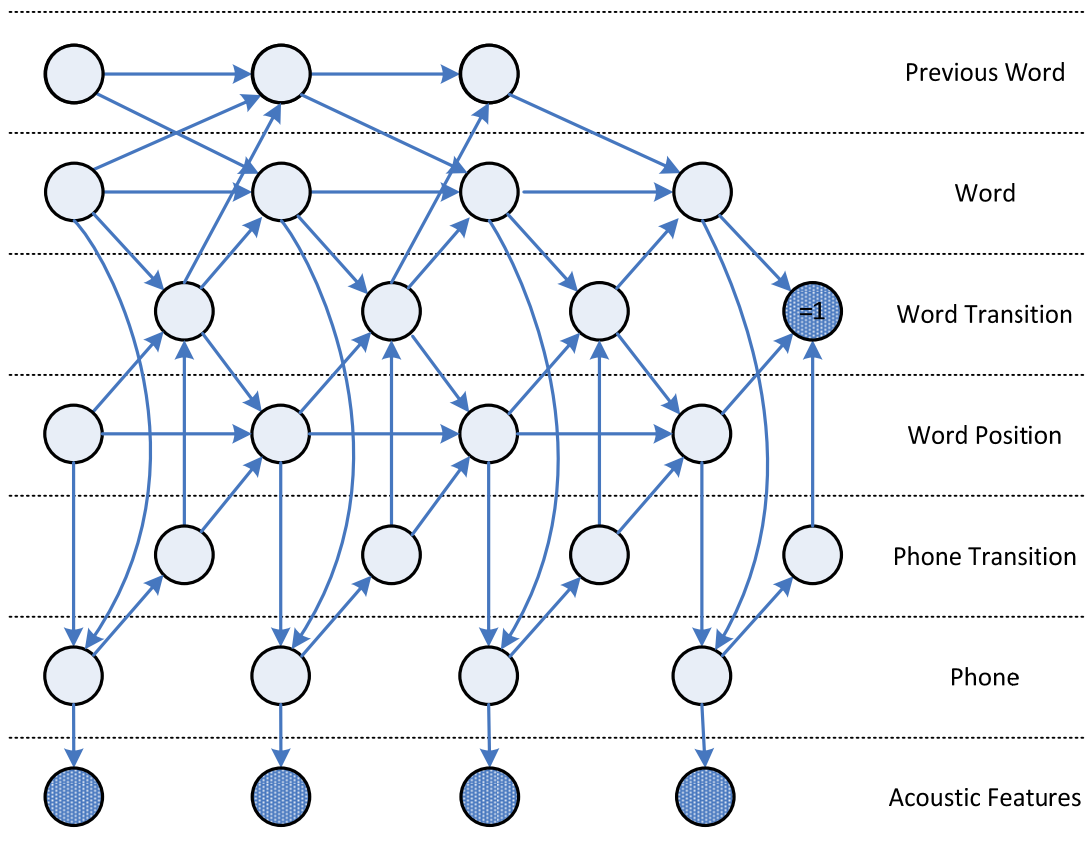 Previous Word
Word
=1
Word Transition
Word Position
Phone Transition
Phone
Acoustic Features